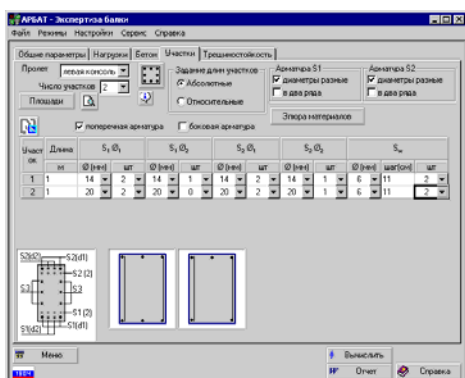 АРБАТ - Экспертиза балки
Файл Режимы Настройки Сервис Справка
Общие параметры Нагрузки Бетон Участки Трещиностойкость
Пролет левая консоль
Число участков 2
Площади
Задание длин участков
Абсолютные
Относительные
Арматура S1
диаметры разные
в два ряда
Арматура S2
диаметры разные
в два ряда
Эпюра материалов
поперечная арматура боковая арматура
Участок Длина S₁ Ø₁ S₁ Ø₂ S₂ Ø₁ S₂ Ø₂ Sw
м Ø (мм) шт Ø (мм) шт Ø (мм) шт Ø (мм) шт Ø (мм) шаг(см) шт
1 1 14 2 14 1 14 2 14 1 6 11 2
2 1 20 2 20 0 20 2 20 1 6 11 2
S2(d2) S2(d1)
S2 (2)
S3 S3
S1 (2)
S1(d2) S1(d1)
Меню Вычислить
Отчет Справка